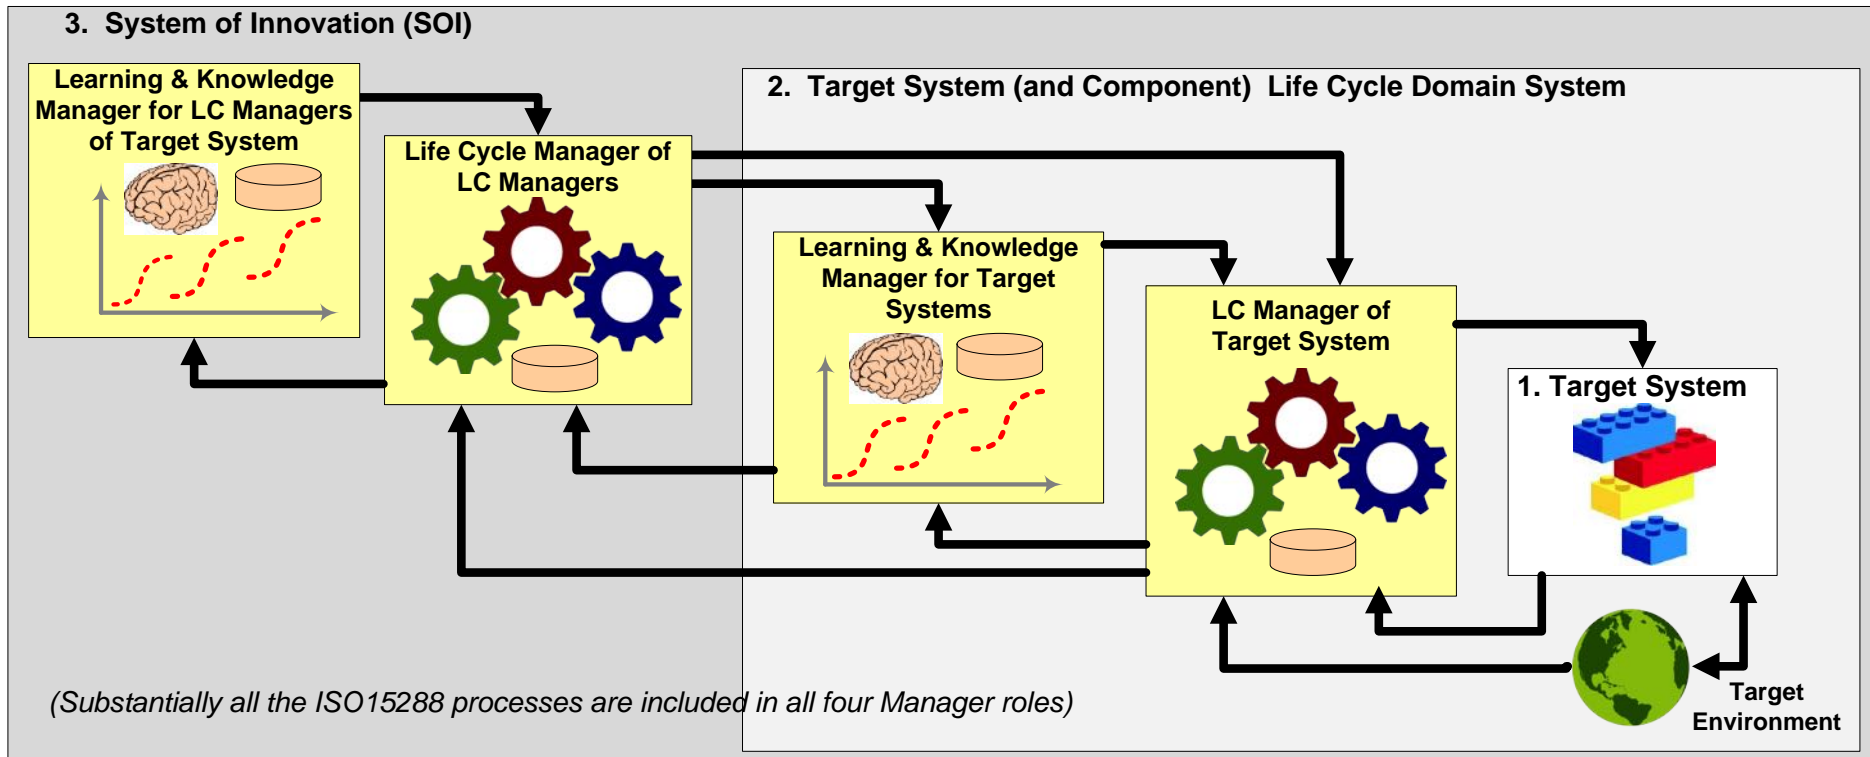 3. System of Innovation (SOI)
Learning & Knowledge
Manager for LC Managers
of Target System
2. Target System (and Component) Life Cycle Domain System
Life Cycle Manager of
LC Managers
Learning & Knowledge
Manager for Target
Systems
LC Manager of
Target System
1. Target System
Target
Environment
(Substantially all the ISO15288 processes are included in all four Manager roles)